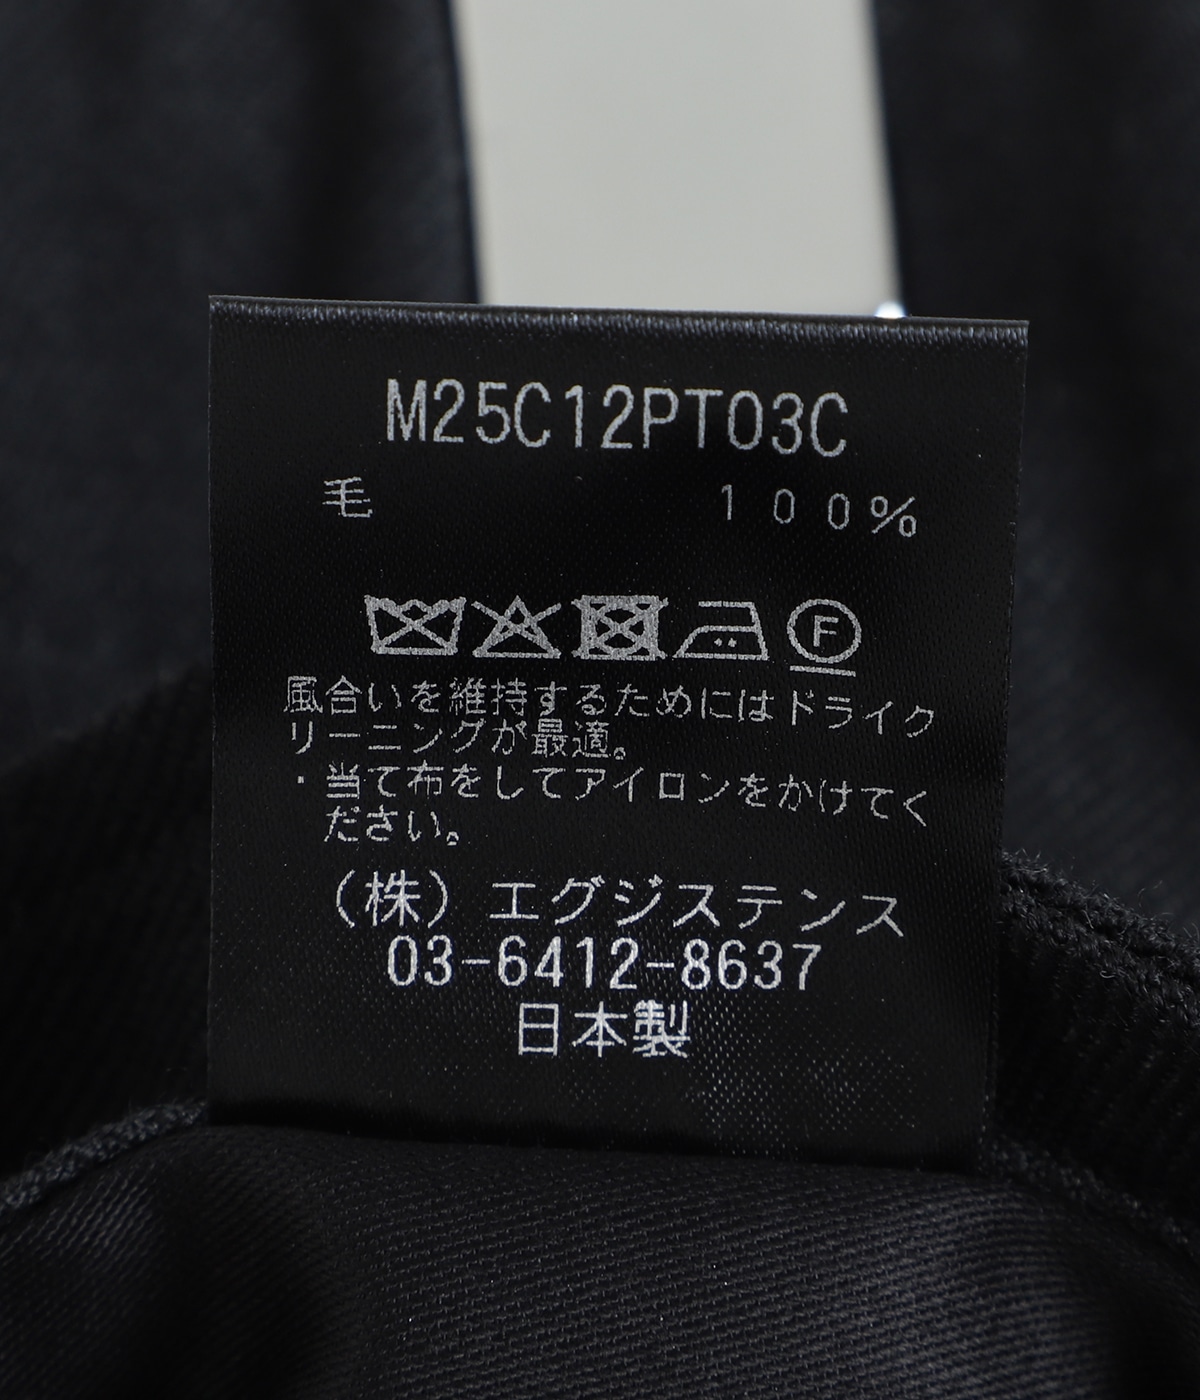 M25C12PT03C
毛 100%
F
風合いを維持するためにはドライク
リーニングが最適。
・当て布をしてアイロンをかけてく
ださい。
(株) エグジステンス
03-6412-8637
日本製